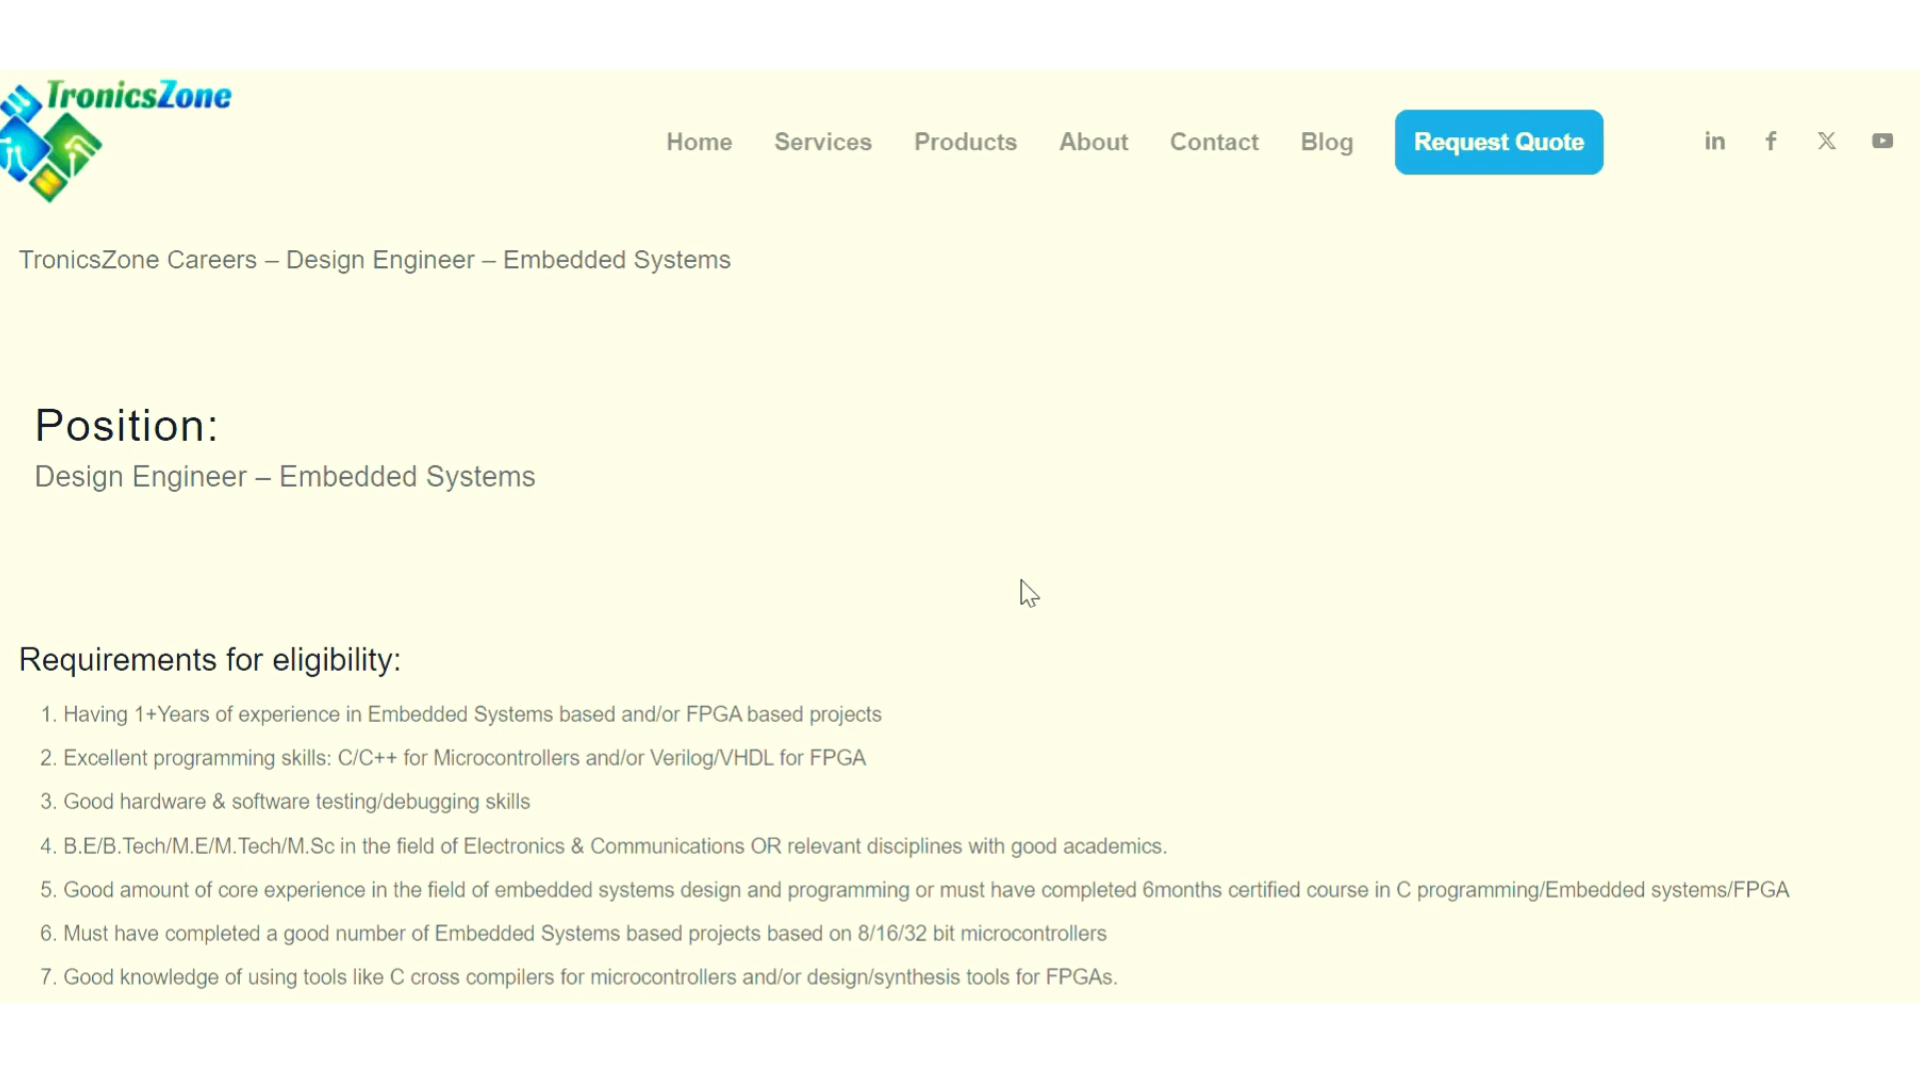 TronicsZone
Home Services Products About Contact Blog Request Quote in f X
TronicsZone Careers – Design Engineer – Embedded Systems
Position:
Design Engineer – Embedded Systems
Requirements for eligibility:
1. Having 1+Years of experience in Embedded Systems based and/or FPGA based projects
2. Excellent programming skills: C/C++ for Microcontrollers and/or Verilog/VHDL for FPGA
3. Good hardware & software testing/debugging skills
4. B.E/B.Tech/M.E/M.Tech/M.Sc in the field of Electronics & Communications OR relevant disciplines with good academics.
5. Good amount of core experience in the field of embedded systems design and programming or must have completed 6months certified course in C programming/Embedded systems/FPGA
6. Must have completed a good number of Embedded Systems based projects based on 8/16/32 bit microcontrollers
7. Good knowledge of using tools like C cross compilers for microcontrollers and/or design/synthesis tools for FPGAs.